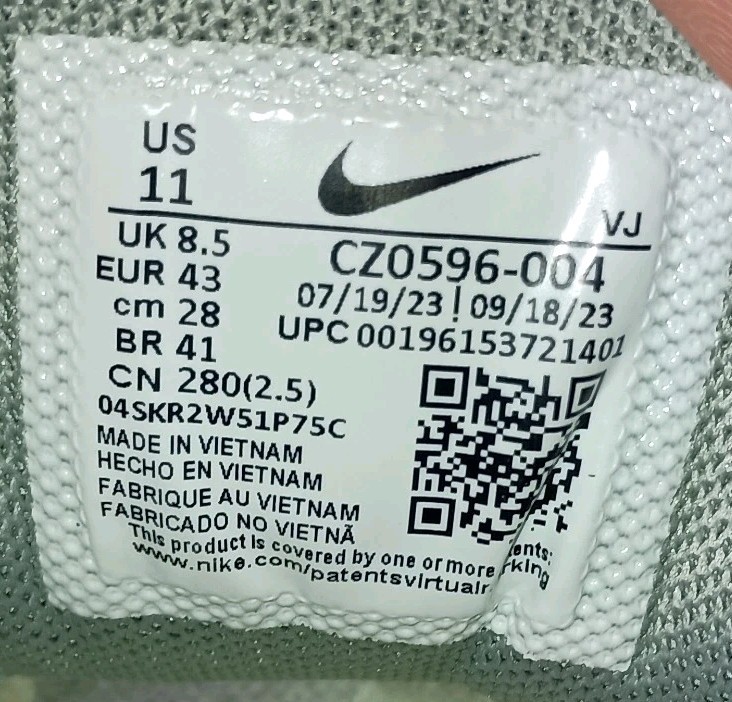 US
11
VJ
UK 8.5
EUR 43
cm 28
BR 41
CN 280(2.5)
CZ0596-004
07/19/23 | 09/18/23
UPC 00196153721401
04SKR2W51P75C
MADE IN VIETNAM
HECHO EN VIETNAM
FABRIQUE AU VIETNAM
FABRICADO NO VIETNÃ
This product is covered by one or more
www.nike.com/